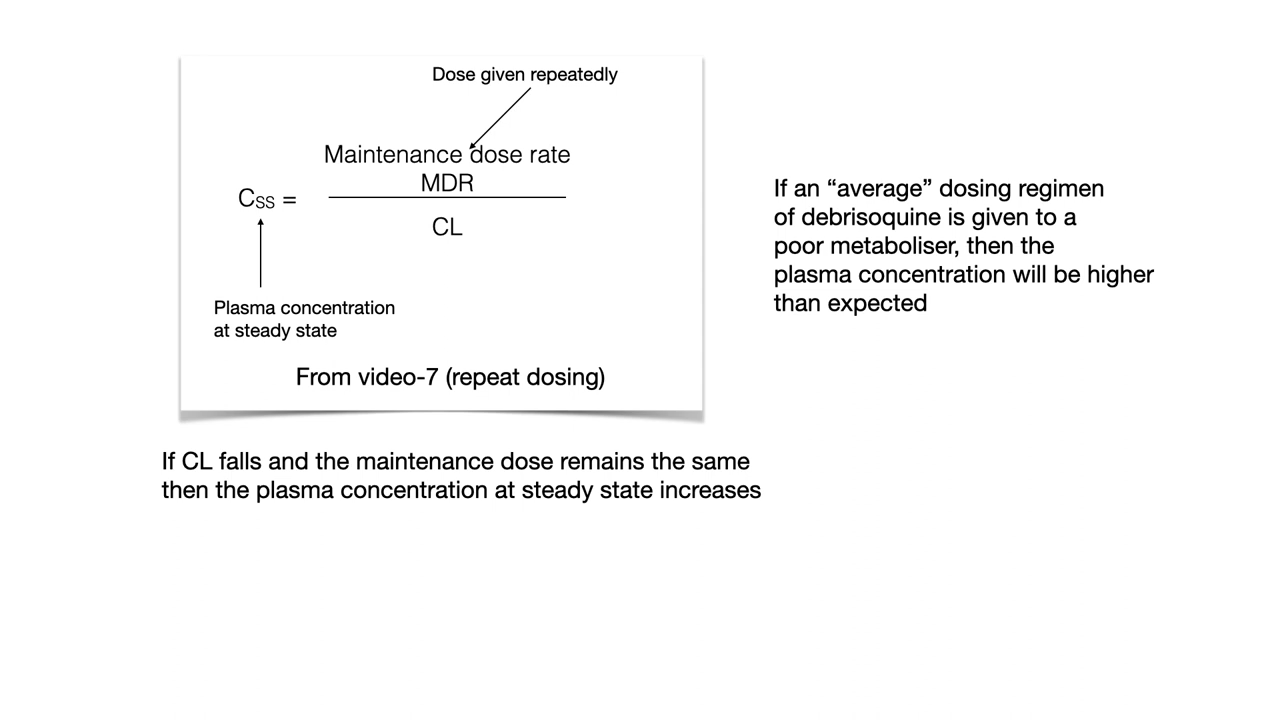 Dose given repeatedly
Maintenance dose rate
MDR
CSS =
CL
Plasma concentration
at steady state
From video-7 (repeat dosing)
If an “average” dosing regimen
of debrisoquine is given to a
poor metaboliser, then the
plasma concentration will be higher
than expected
If CL falls and the maintenance dose remains the same
then the plasma concentration at steady state increases